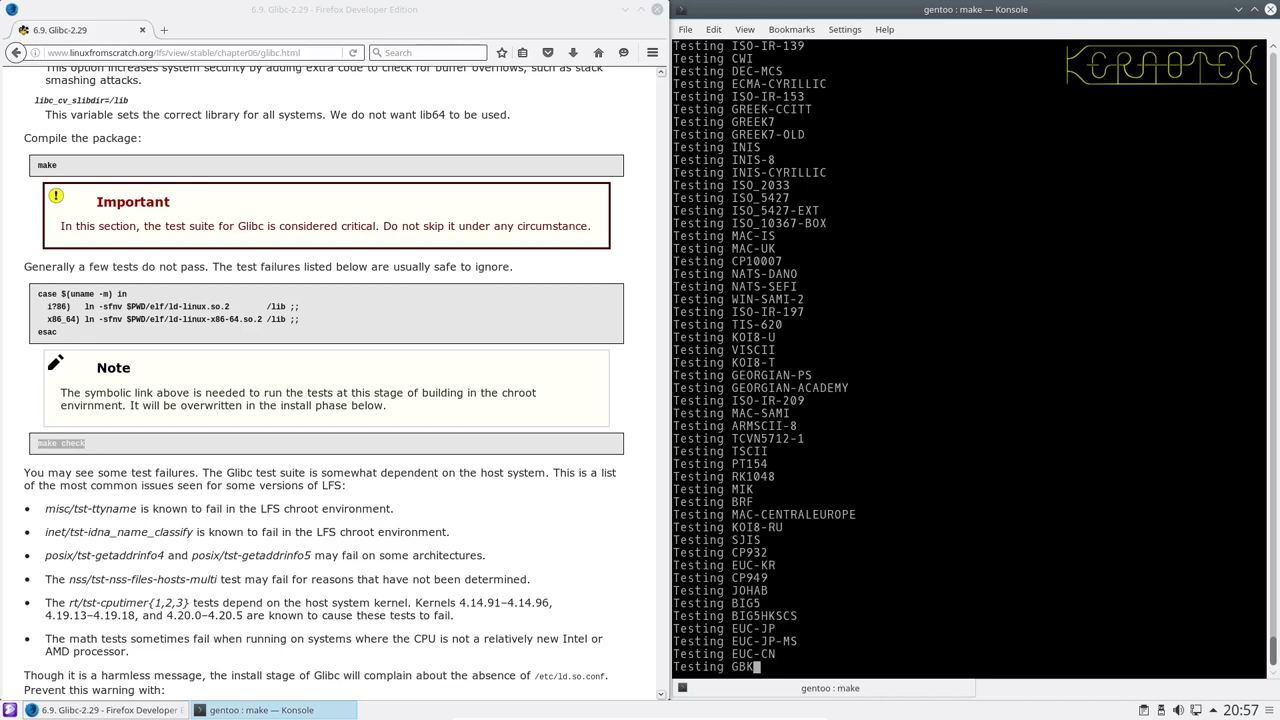 6.9. Glibc-2.29 - Firefox Developer Edition
6.9. Glibc-2.29
www.linuxfromscratch.org/lfs/view/stable/chapter06/glibc.html
Search
This option increases system security by adding extra code to check for buffer overflows, such as stack
smashing attacks.
libc_cv_slibdir=/lib
This variable sets the correct library for all systems. We do not want lib64 to be used.
Compile the package:
make
Important
In this section, the test suite for Glibc is considered critical. Do not skip it under any circumstance.
Generally a few tests do not pass. The test failures listed below are usually safe to ignore.
case $(uname -m) in
i?86) ln -sfnv $PWD/elf/ld-linux.so.2 /lib ;;
x86_64) ln -sfnv $PWD/elf/ld-linux-x86-64.so.2 /lib ;;
esac
Note
The symbolic link above is needed to run the tests at this stage of building in the chroot
envirnment. It will be overwritten in the install phase below.
make check
You may see some test failures. The Glibc test suite is somewhat dependent on the host system. This is a list
of the most common issues seen for some versions of LFS:
• misc/tst-ttyname is known to fail in the LFS chroot environment.
• inet/tst-idna_name_classify is known to fail in the LFS chroot environment.
• posix/tst-getaddrinfo4 and posix/tst-getaddrinfo5 may fail on some architectures.
• The nss/tst-nss-files-hosts-multi test may fail for reasons that have not been determined.
• The rt/tst-cputimer{1,2,3} tests depend on the host system kernel. Kernels 4.14.91–4.14.96,
4.19.13–4.19.18, and 4.20.0–4.20.5 are known to cause these tests to fail.
• The math tests sometimes fail when running on systems where the CPU is not a relatively new Intel or
AMD processor.
Though it is a harmless message, the install stage of Glibc will complain about the absence of /etc/ld.so.conf.
Prevent this warning with:
gentoo : make — Konsole
File Edit View Bookmarks Settings Help
Testing ISO-IR-139
Testing CWI
Testing DEC-MCS
Testing ECMA-CYRILLIC
Testing ISO-IR-153
Testing GREEK-CCITT
Testing GREEK7
Testing GREEK7-OLD
Testing INIS
Testing INIS-8
Testing INIS-CYRILLIC
Testing ISO_2033
Testing ISO_5427
Testing ISO_5427-EXT
Testing ISO_10367-BOX
Testing MAC-IS
Testing MAC-UK
Testing CP10007
Testing NATS-DANO
Testing NATS-SEFI
Testing WIN-SAMI-2
Testing ISO-IR-197
Testing TIS-620
Testing KOI8-U
Testing VISCII
Testing KOI8-T
Testing GEORGIAN-PS
Testing GEORGIAN-ACADEMY
Testing ISO-IR-209
Testing MAC-SAMI
Testing ARMSCII-8
Testing TCVN5712-1
Testing TSCII
Testing PT154
Testing RK1048
Testing MIK
Testing BRF
Testing MAC-CENTRALEUROPE
Testing KOI8-RU
Testing SJIS
Testing CP932
Testing EUC-KR
Testing CP949
Testing JOHAB
Testing BIG5
Testing BIG5HKSCS
Testing EUC-JP
Testing EUC-JP-MS
Testing EUC-CN
Testing GBK
gentoo : make
6.9. Glibc-2.29 - Firefox Developer E
gentoo : make — Konsole
20:57